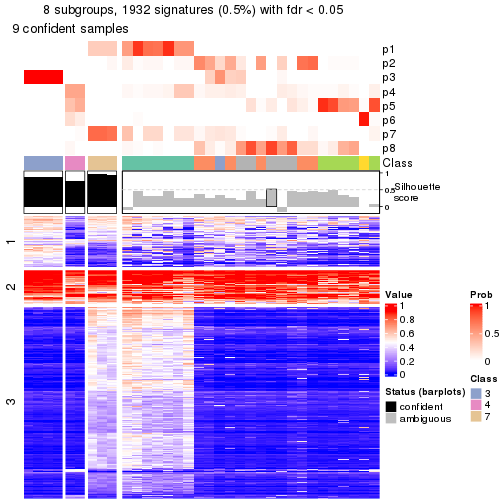 8 subgroups, 1932 signatures (0.5%) with fdr < 0.05
9 confident samples
p1
p2
p3
p4
p5
p6
p7
p8
Class
1
0.5
0
Silhouette
score
1
2
3
Value
1
0.8
0.6
0.4
0.2
0
Status (barplots)
confident
ambiguous
Prob
1
0.5
0
Class
3
4
7